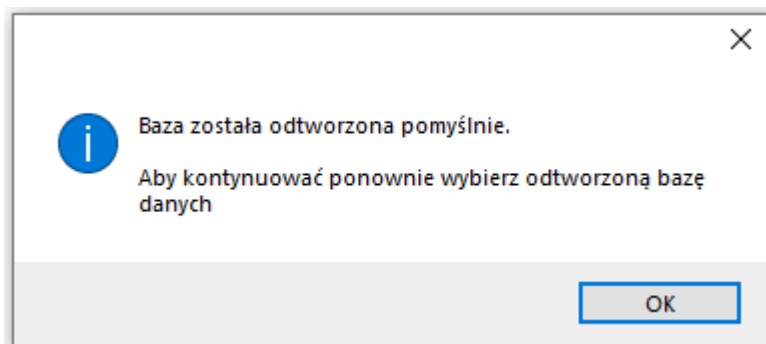 Baza została odtworzona pomyślnie.
Aby kontynuować ponownie wybierz odtworzoną bazę
danych
OK